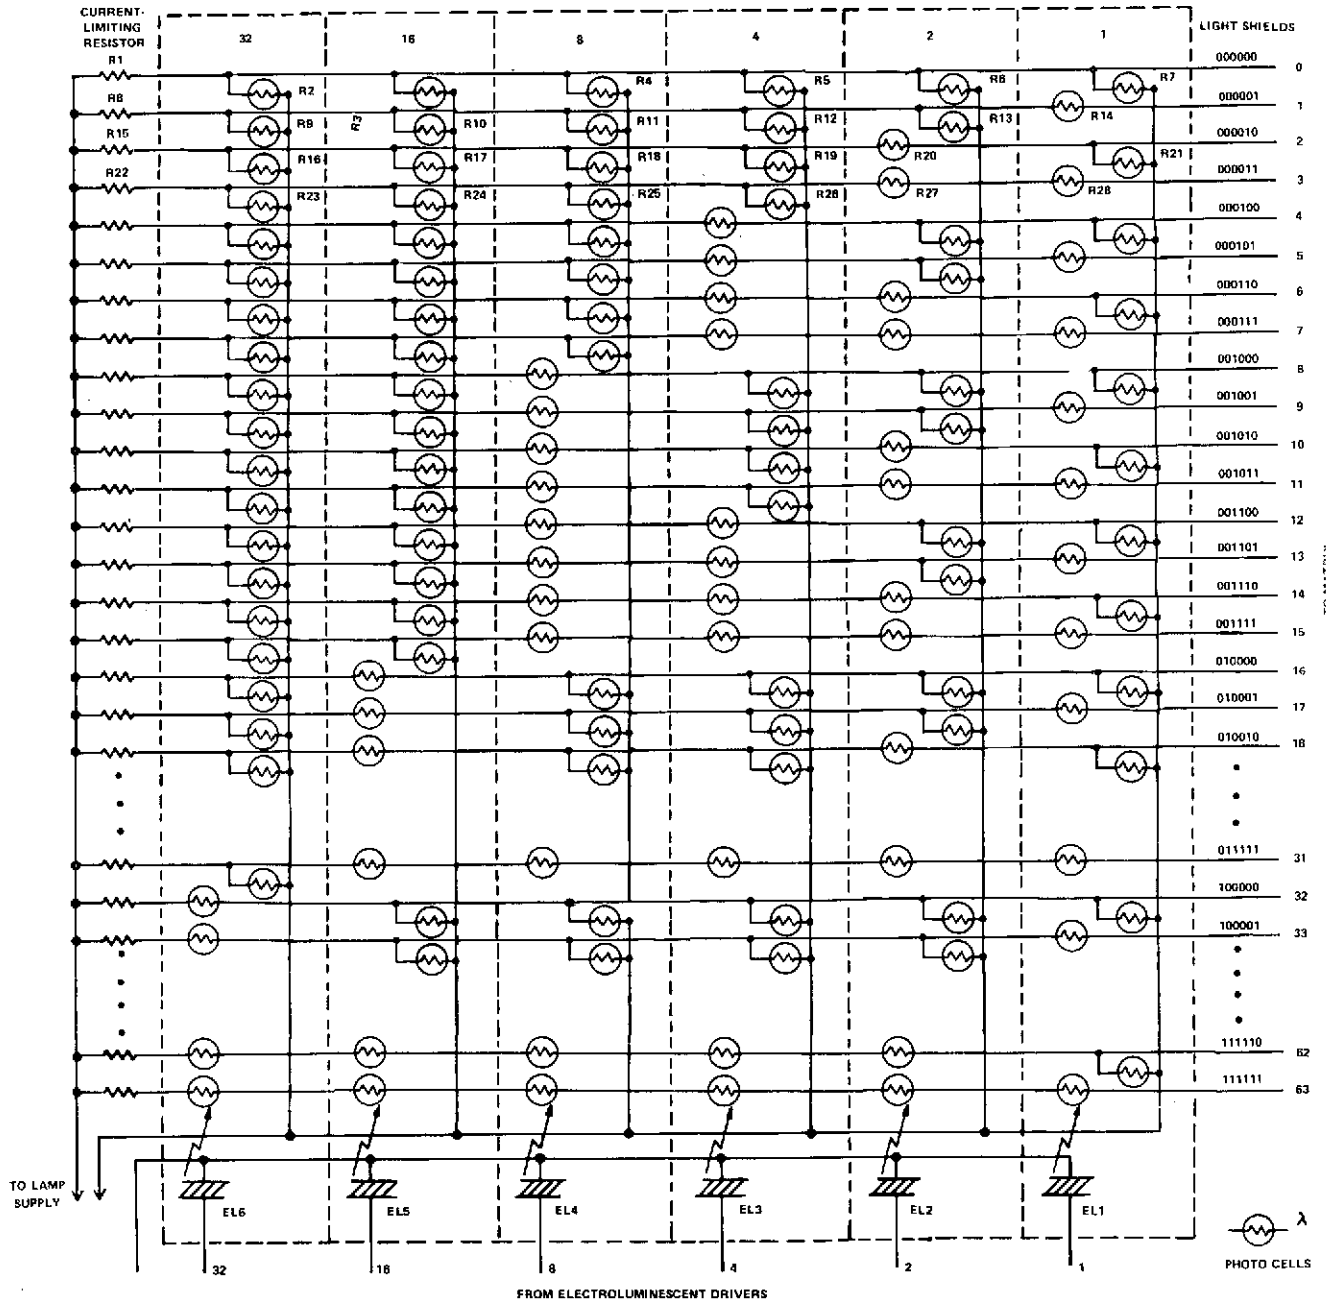 CURRENT-
LIMITING
RESISTOR
32 16 8 4 2 1
LIGHT SHIELDS
R1 R2 R3 R4 R5 R6 R7 000000 0
R8 R9 R10 R11 R12 R13 R14 000001 1
R15 R16 R17 R18 R19 R20 R21 000010 2
R22 R23 R24 R25 R26 R27 R28 000011 3
000100 4
000101 5
000110 6
000111 7
001000 8
001001 9
001010 10
001011 11
001100 12
001101 13
001110 14
001111 15
010000 16
010001 17
010010 18
011111 31
100000 32
100001 33
111110 62
111111 63
TO LAMP
SUPPLY
EL6 EL5 EL4 EL3 EL2 EL1
λ
PHOTO CELLS
32 16 8 4 2 1
FROM ELECTROLUMINESCENT DRIVERS